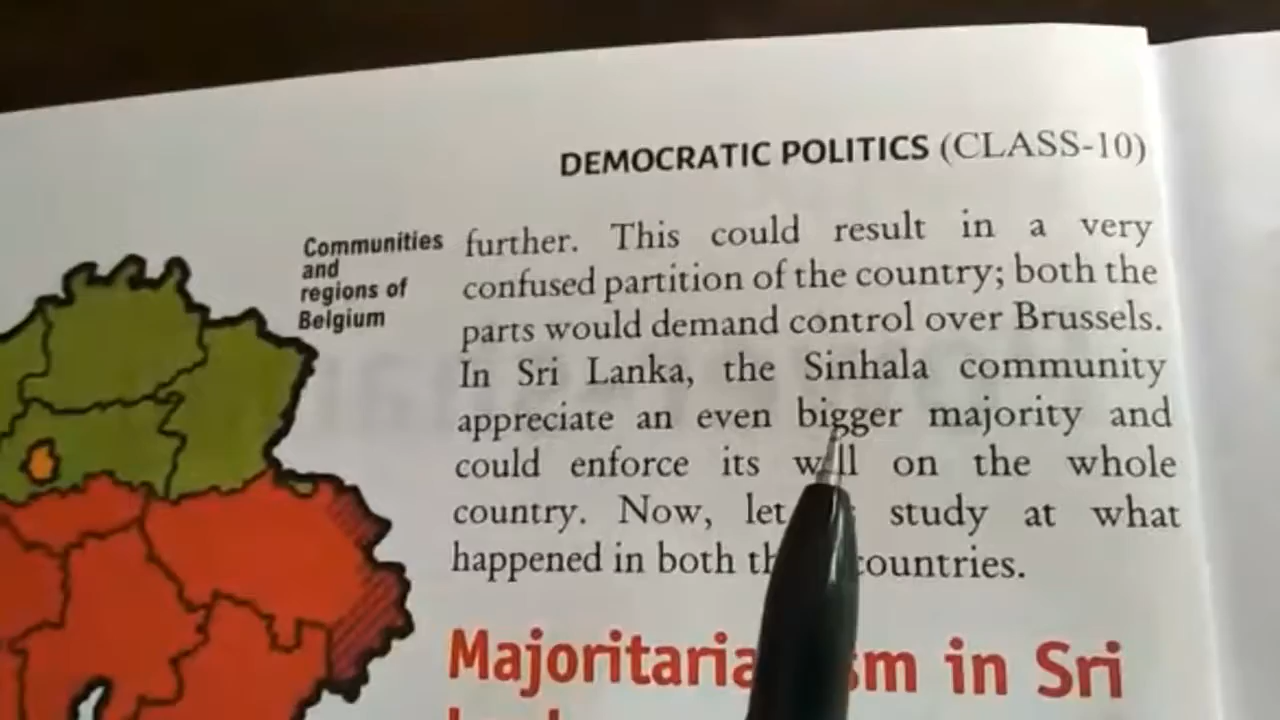 DEMOCRATIC POLITICS (CLASS-10)
Communities
and
regions of
Belgium
further. This could result in a very
confused partition of the country; both the
parts would demand control over Brussels.
In Sri Lanka, the Sinhala community
appreciate an even bigger majority and
could enforce its will on the whole
country. Now, let study at what
happened in both countries.
in Sri